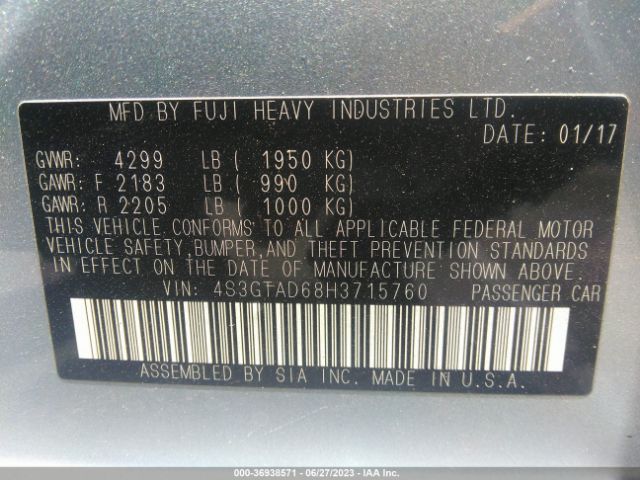 MFD BY FUJI HEAVY INDUSTRIES LTD.
DATE: 01/17
GVWR: 4299 LB ( 1950 KG)
GAWR: F 2183 LB ( 990 KG)
GAWR: R 2205 LB ( 1000 KG)
THIS VEHICLE CONFORMS TO ALL APPLICABLE FEDERAL MOTOR
VEHICLE SAFETY,BUMPER,AND THEFT PREVENTION STANDARDS
IN EFFECT ON THE DATE OF MANUFACTURE SHOWN ABOVE.
VIN: 4S3GTAD68H3715760 PASSENGER CAR
ASSEMBLED BY SIA INC. MADE IN U.S.A.
000-36938571 - 06/27/2023 - IAA Inc.